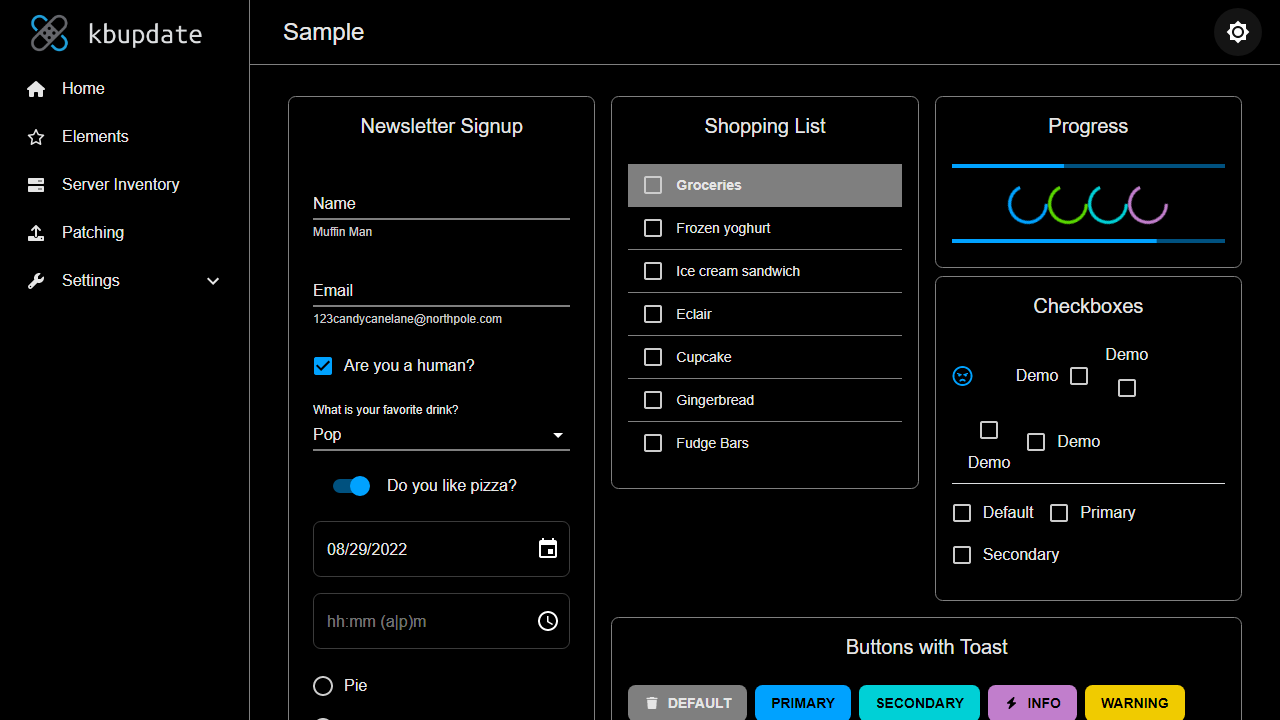 kbupdate
Sample
Home
Elements
Server Inventory
Patching
Settings
Newsletter Signup
Name
Muffin Man
Email
123candycanelane@northpole.com
Are you a human?
What is your favorite drink?
Pop
Do you like pizza?
08/29/2022
hh:mm (a|p)m
Pie
Shopping List
Groceries
Frozen yoghurt
Ice cream sandwich
Eclair
Cupcake
Gingerbread
Fudge Bars
Progress
Checkboxes
Demo
Demo
Demo
Demo
Default
Primary
Secondary
Buttons with Toast
DEFAULT
PRIMARY
SECONDARY
INFO
WARNING